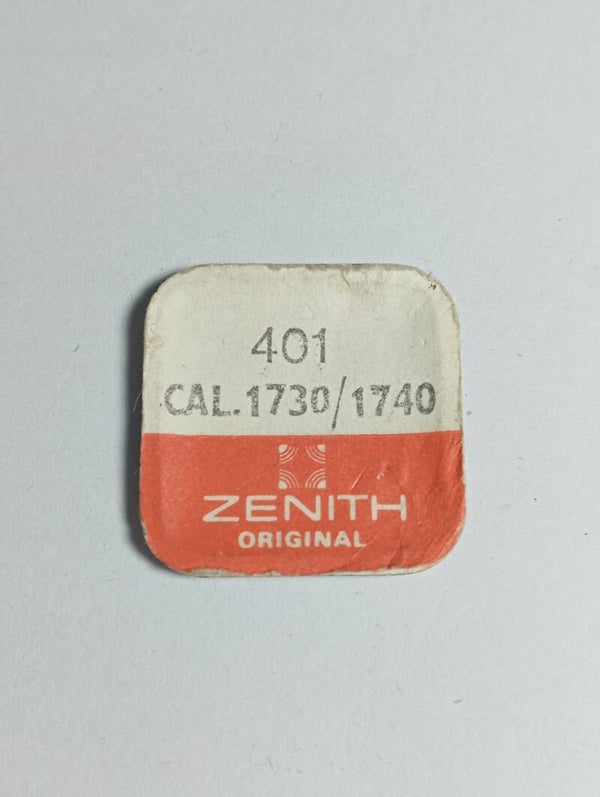 401
CAL.1730/1740
ZENITH
ORIGINAL